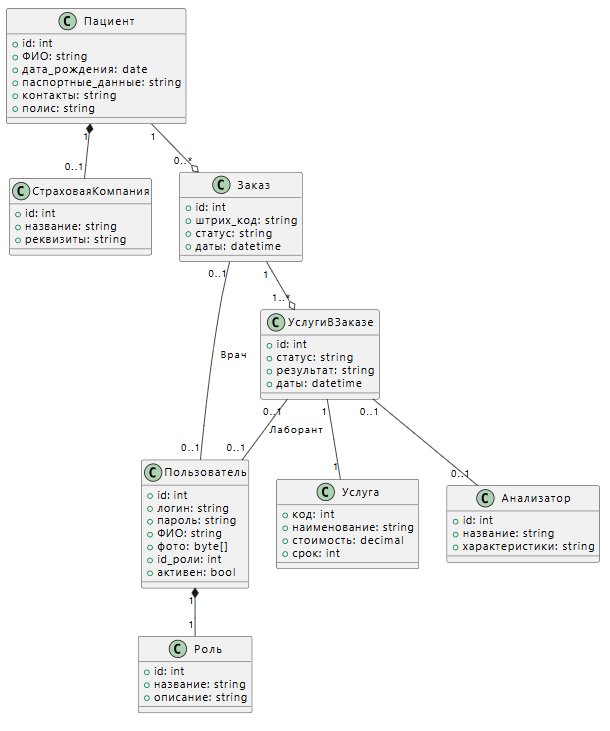 C Пациент
id: int
ФИО: string
дата_рождения: date
паспортные_данные: string
контакты: string
полис: string
1
1
0..1
0..*
C СтраховаяКомпания
id: int
название: string
реквизиты: string
C Заказ
id: int
штрих_код: string
статус: string
даты: datetime
0..1
1
1..*
C УслугиВЗаказе
id: int
статус: string
результат: string
даты: datetime
Врач
0..1
1
0..1
Лаборант
0..1
0..1
1
0..1
C Пользователь
id: int
логин: string
пароль: string
ФИО: string
фото: byte[]
id_роли: int
активен: bool
C Услуга
код: int
наименование: string
стоимость: decimal
срок: int
C Анализатор
id: int
название: string
характеристики: string
1
1
C Роль
id: int
название: string
описание: string